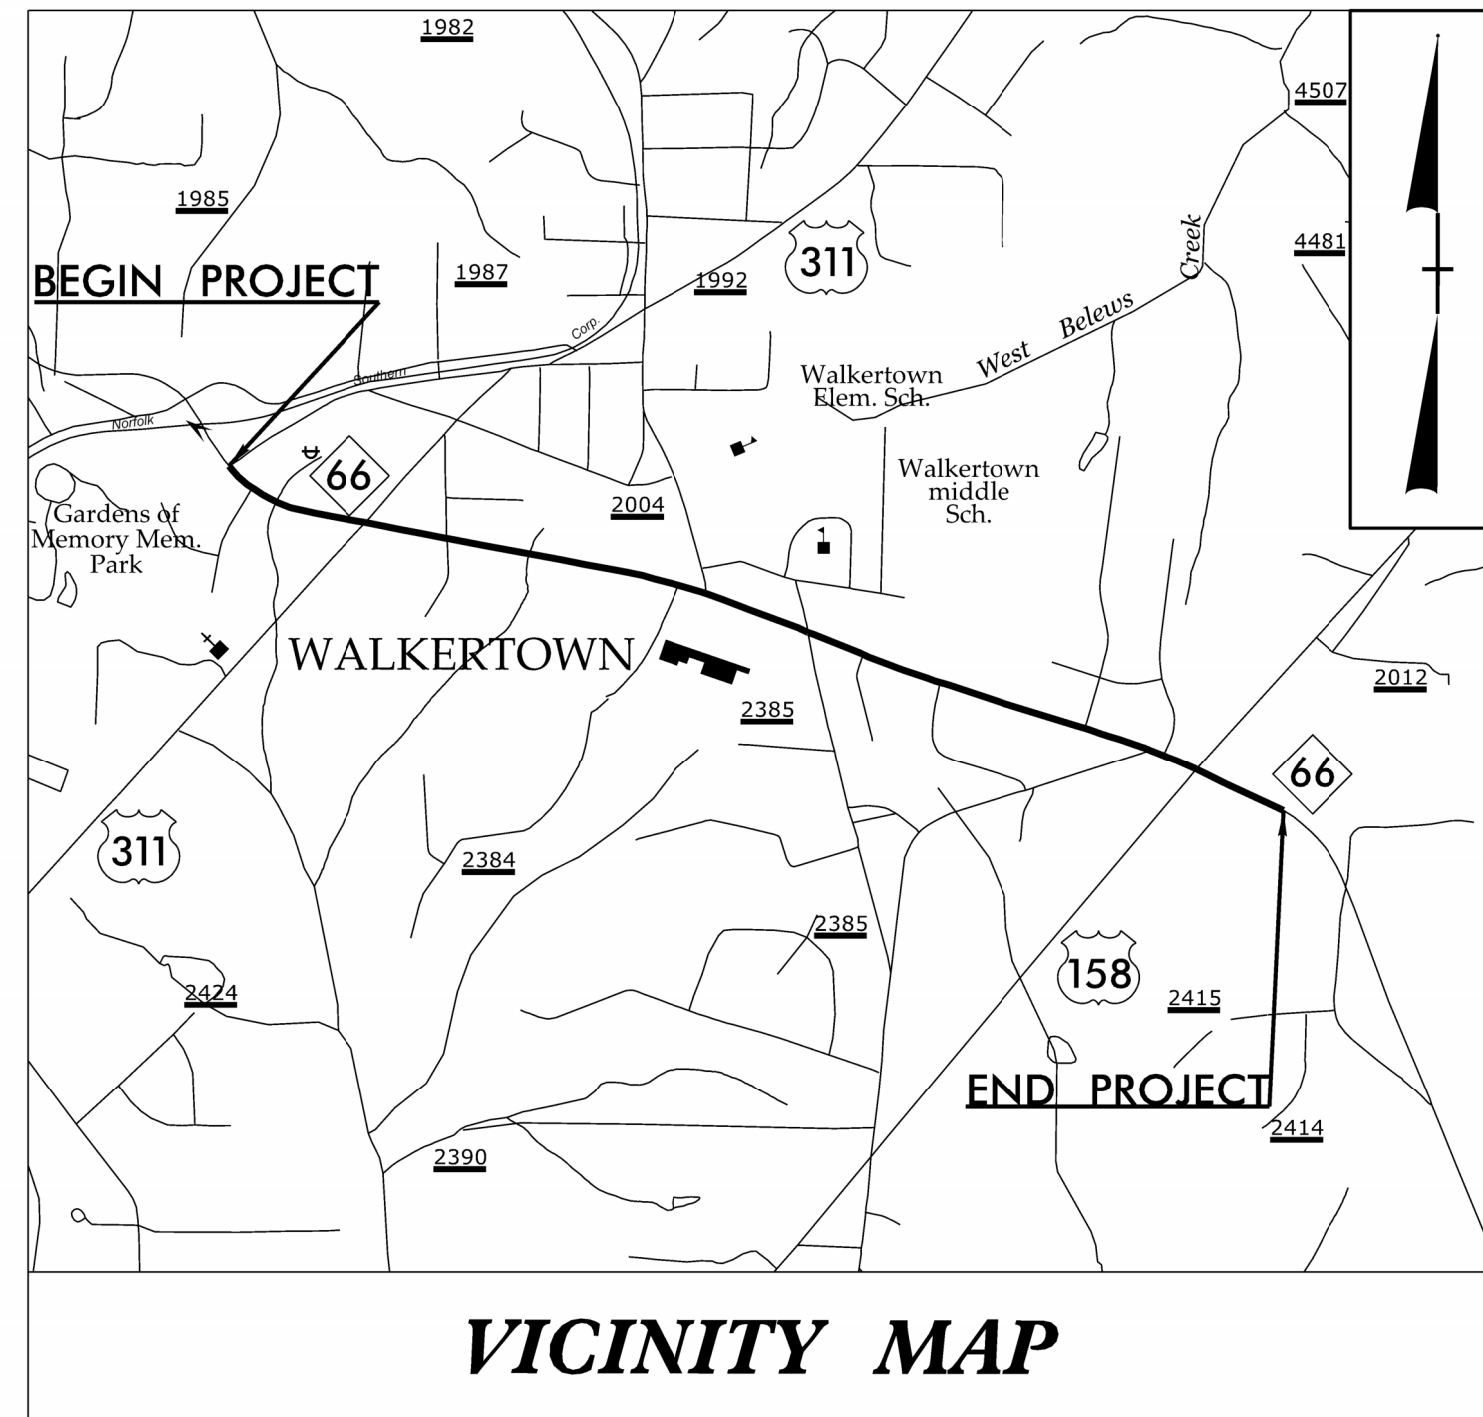 1982
4507
1985
4481
Creek
311
BEGIN PROJECT
1987
1992
Belews
Corp.
West
Southern
Walkertown
Elem. Sch.
Norfolk
66
Walkertown
middle
Sch.
2004
Gardens of
Memory Mem.
Park
WALKERTOWN
2012
2385
66
311
2384
2385
158
2424
2415
END PROJECT
2414
2390
VICINITY MAP